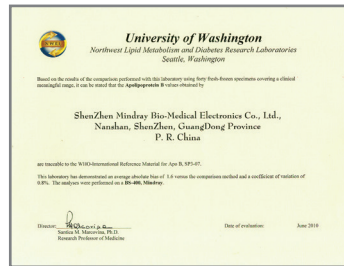 University of Washington
Northwest Lipid Metabolism and Diabetes Research Laboratories
Seattle, Washington
Based on the results of the comparison performed with this laboratory using forty fresh-frozen specimens covering a clinical
meaningful range, it can be stated that the Apolipoprotein B values obtained by
ShenZhen Mindray Bio-Medical Electronics Co., Ltd.,
Nanshan, ShenZhen, GuangDong Province
P. R. China
are traceable to the WHO-International Reference Material for Apo B, SP3-07.
This laboratory has demonstrated an average absolute bias of 1.6 versus the comparison method and a coefficient of variation of
0.8%. The analyses were performed on a BS-400, Mindray.
Director:
Santica M. Marcovina, Ph.D.
Research Professor of Medicine
Date of evaluation: June 2010